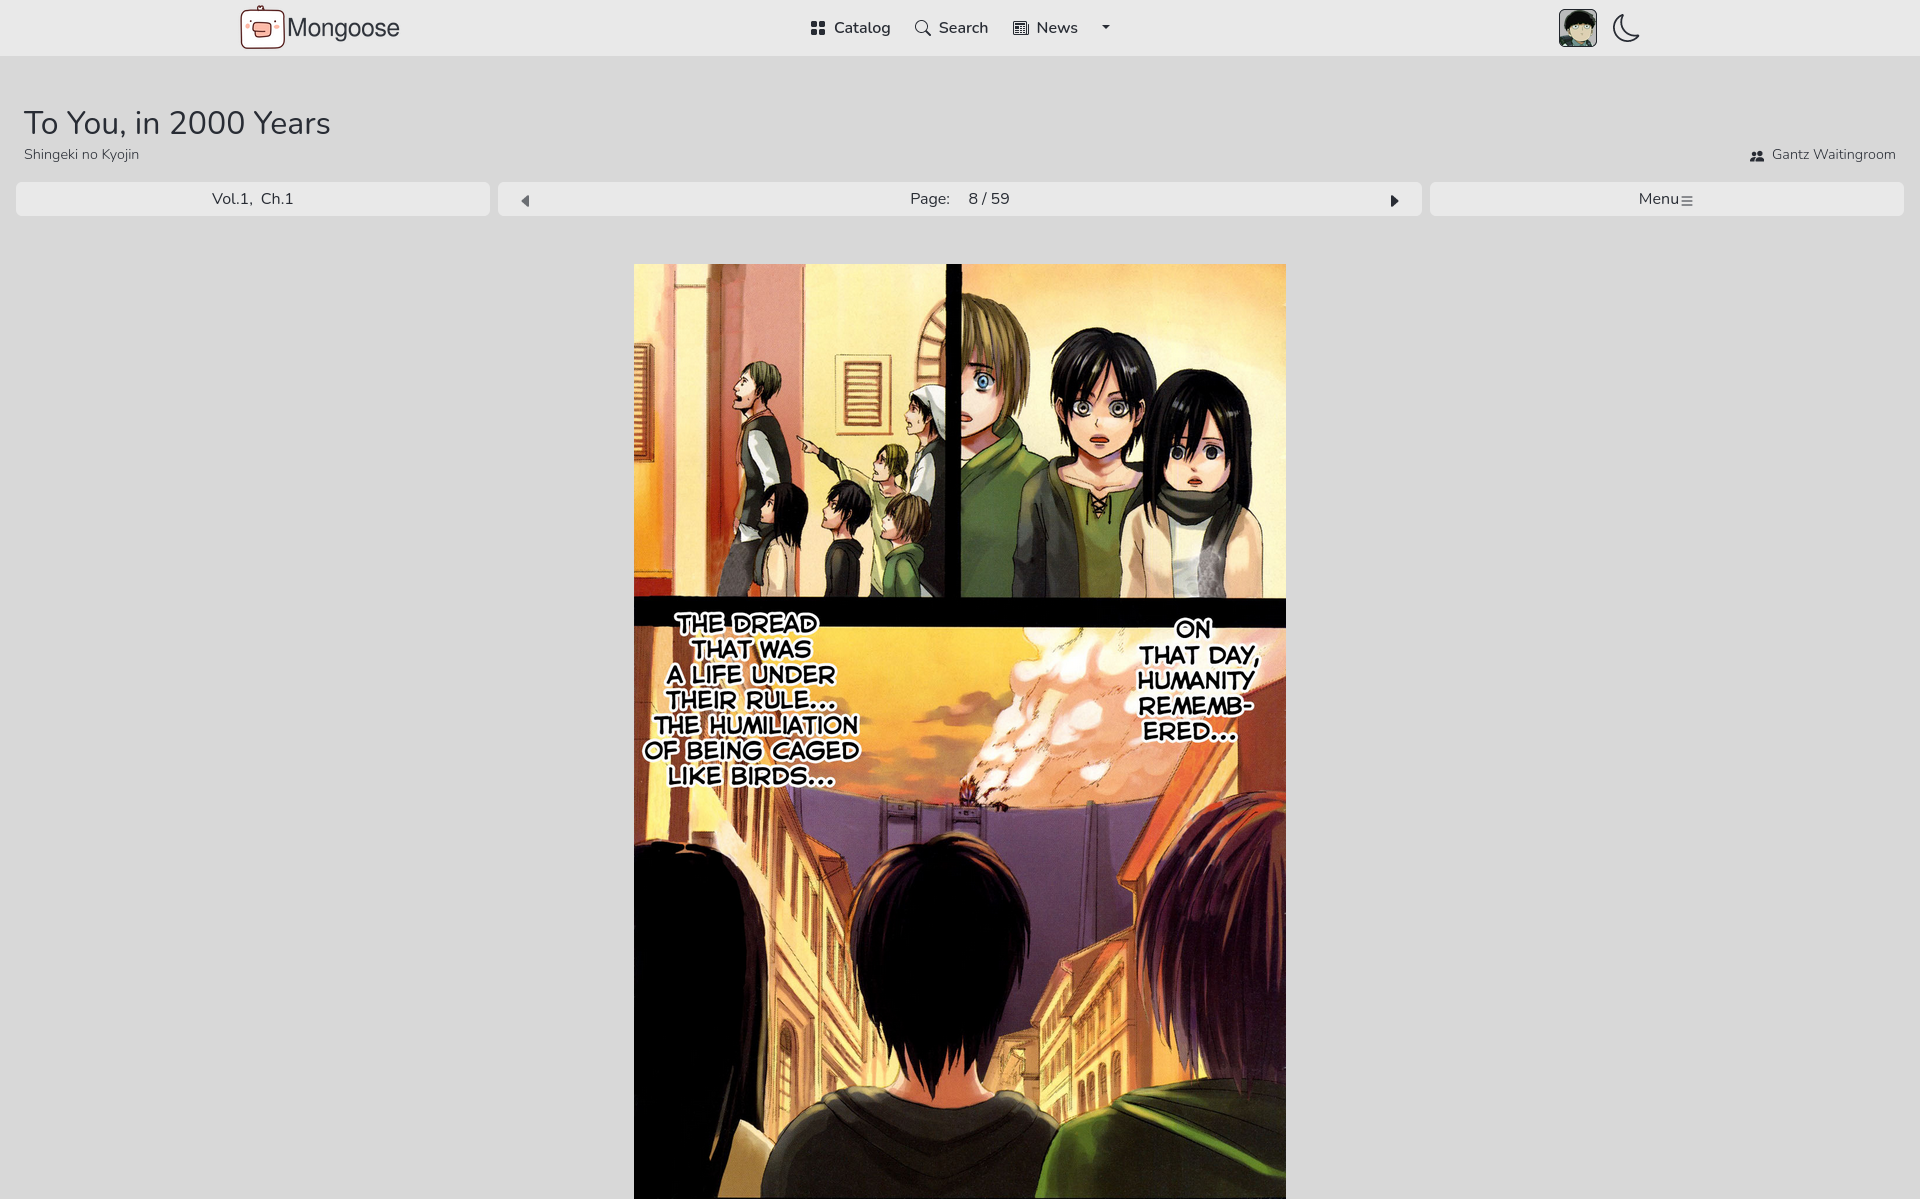 Mongoose
Catalog
Search
News
To You, in 2000 Years
Shingeki no Kyojin
Gantz Waitingroom
Vol.1, Ch.1
Page: 8 / 59
Menu
ON
THAT DAY,
HUMANITY
REMEMB-
ERED...
THE DREAD
THAT WAS
A LIFE UNDER
THEIR RULE...
THE HUMILIATION
OF BEING CAGED
LIKE BIRDS...